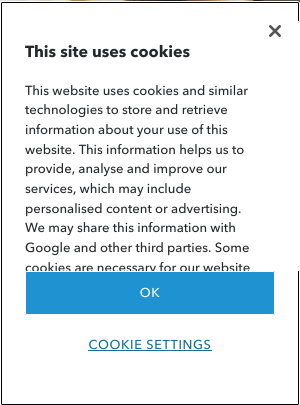 This site uses cookies
This website uses cookies and similar
technologies to store and retrieve
information about your use of this
website. This information helps us to
provide, analyse and improve our
services, which may include
personalised content or advertising.
We may share this information with
Google and other third parties. Some
cookies are necessary for our website
OK
COOKIE SETTINGS